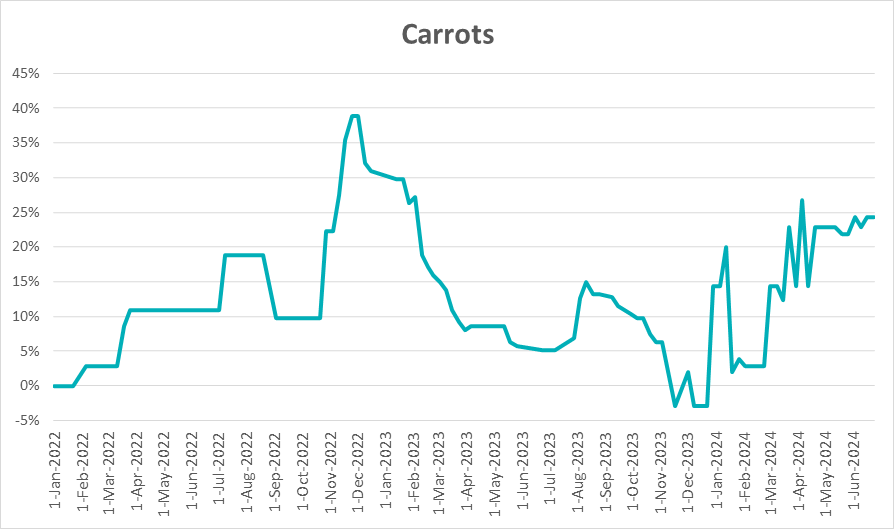 Carrots
45%
40%
35%
30%
25%
20%
15%
10%
5%
0%
-5%
1-Jan-2022
1-Feb-2022
1-Mar-2022
1-Apr-2022
1-May-2022
1-Jun-2022
1-Jul-2022
1-Aug-2022
1-Sep-2022
1-Oct-2022
1-Nov-2022
1-Dec-2022
1-Jan-2023
1-Feb-2023
1-Mar-2023
1-Apr-2023
1-May-2023
1-Jun-2023
1-Jul-2023
1-Aug-2023
1-Sep-2023
1-Oct-2023
1-Nov-2023
1-Dec-2023
1-Jan-2024
1-Feb-2024
1-Mar-2024
1-Apr-2024
1-May-2024
1-Jun-2024